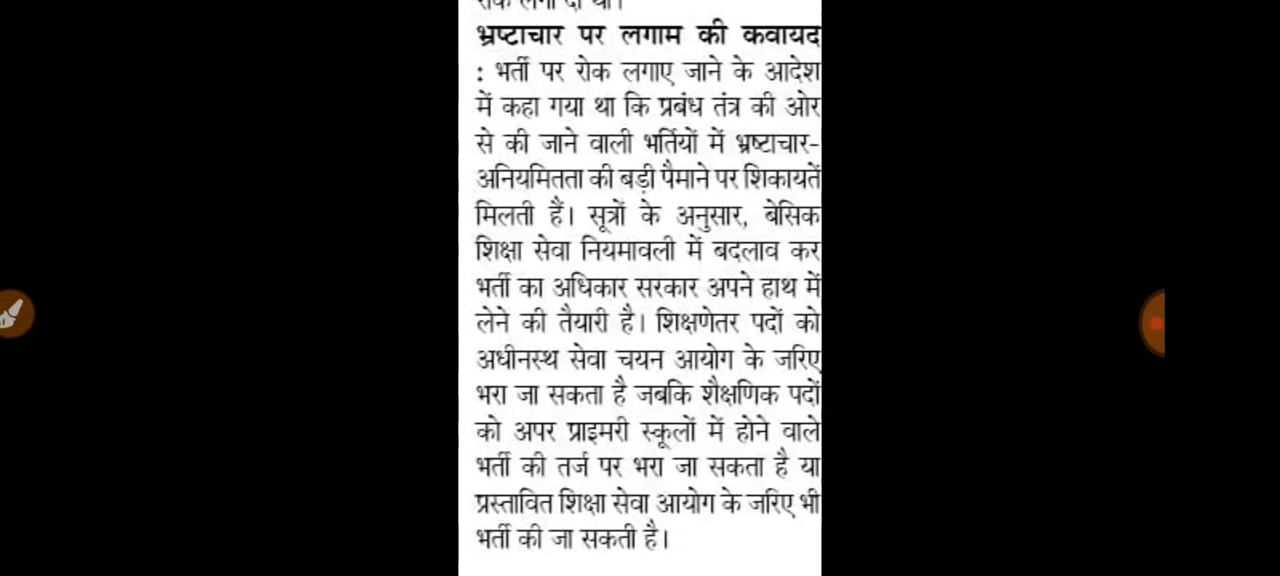 भ्रष्टाचार पर लगाम की कवायद
: भर्ती पर रोक लगाए जाने के आदेश
में कहा गया था कि प्रबंध तंत्र की ओर
से की जाने वाली भर्तियों में भ्रष्टाचार-
अनियमितता की बड़ी पैमाने पर शिकायतें
मिलती हैं। सूत्रों के अनुसार, बेसिक
शिक्षा सेवा नियमावली में बदलाव कर
भर्ती का अधिकार सरकार अपने हाथ में
लेने की तैयारी है। शिक्षणेतर पदों को
अधीनस्थ सेवा चयन आयोग के जरिए
भरा जा सकता है जबकि शैक्षणिक पदों
को अपर प्राइमरी स्कूलों में होने वाले
भर्ती की तर्ज पर भरा जा सकता है या
प्रस्तावित शिक्षा सेवा आयोग के जरिए भी
भर्ती की जा सकती है।